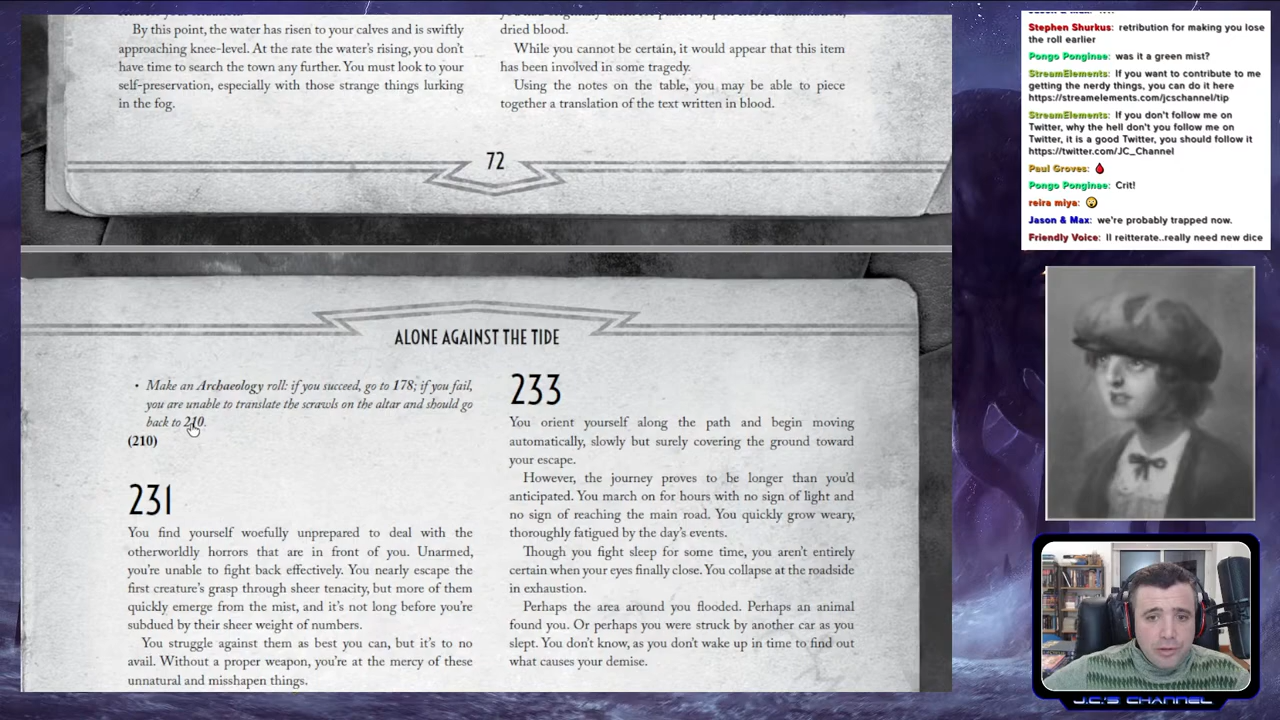 By this point, the water has risen to your calves and is swiftly
approaching knee-level. At the rate the water is rising, you don't
have time to search the town any further. You must look to your
self-preservation, especially with those strange things lurking
in the fog.
dried blood.
While you cannot be certain, it would appear that this item
has been involved in some tragedy.
Using the notes on the table, you may be able to piece
together a translation of the text written in blood.
72
ALONE AGAINST THE TIDE
• Make an Archaeology roll: if you succeed, go to 178; if you fail,
you are unable to translate the scrawls on the altar and should go
back to 210.
(210)
231
You find yourself woefully unprepared to deal with the
otherworldly horrors that are in front of you. Unarmed,
you're unable to fight back effectively. You may escape the
first creature's grasp through sheer tenacity, but more of them
quickly emerge from the mist, and it's not long before you're
subdued by their sheer weight of numbers.
You struggle against them as best you can, but it's to no
avail. Without a proper weapon, you're at the mercy of these
unnatural and misshapen things.
233
You orient yourself along the path and begin moving
automatically, slowly but surely covering the ground toward
your escape.
However, the journey proves to be longer than you'd
anticipated. You march on for hours with no sign of light and
no sign of reaching the main road. You quickly grow weary,
thoroughly fatigued by the day's events.
Though you fight sleep for some time, you aren't entirely
certain when your eyes finally close. You collapse at the roadside
in exhaustion.
Perhaps the area around you flooded. Perhaps an animal
found you. Or perhaps you were struck by another car as you
slept. You don't know, as you don't wake up in time to find out
what causes your demise.
Stephen Shurkus: retribution for making you lose
the roll earlier
Pongo Ponginae: was it a green mist?
StreamElements: If you want to contribute to me
getting the nerdy things, you can do it here
https://streamelements.com/jcschannel/tip
StreamElements: If you don't follow me on
Twitter, why the hell don't you follow me on
Twitter, it is a good Twitter, you should follow it
https://twitter.com/JC_Channel
Paul Groves: 🩸
Pongo Ponginae: Crit!
reira miya: 😲
Jason & Max: we're probably trapped now.
Friendly Voice: Il reitterate..really need new dice
J.C.'S CHANNEL